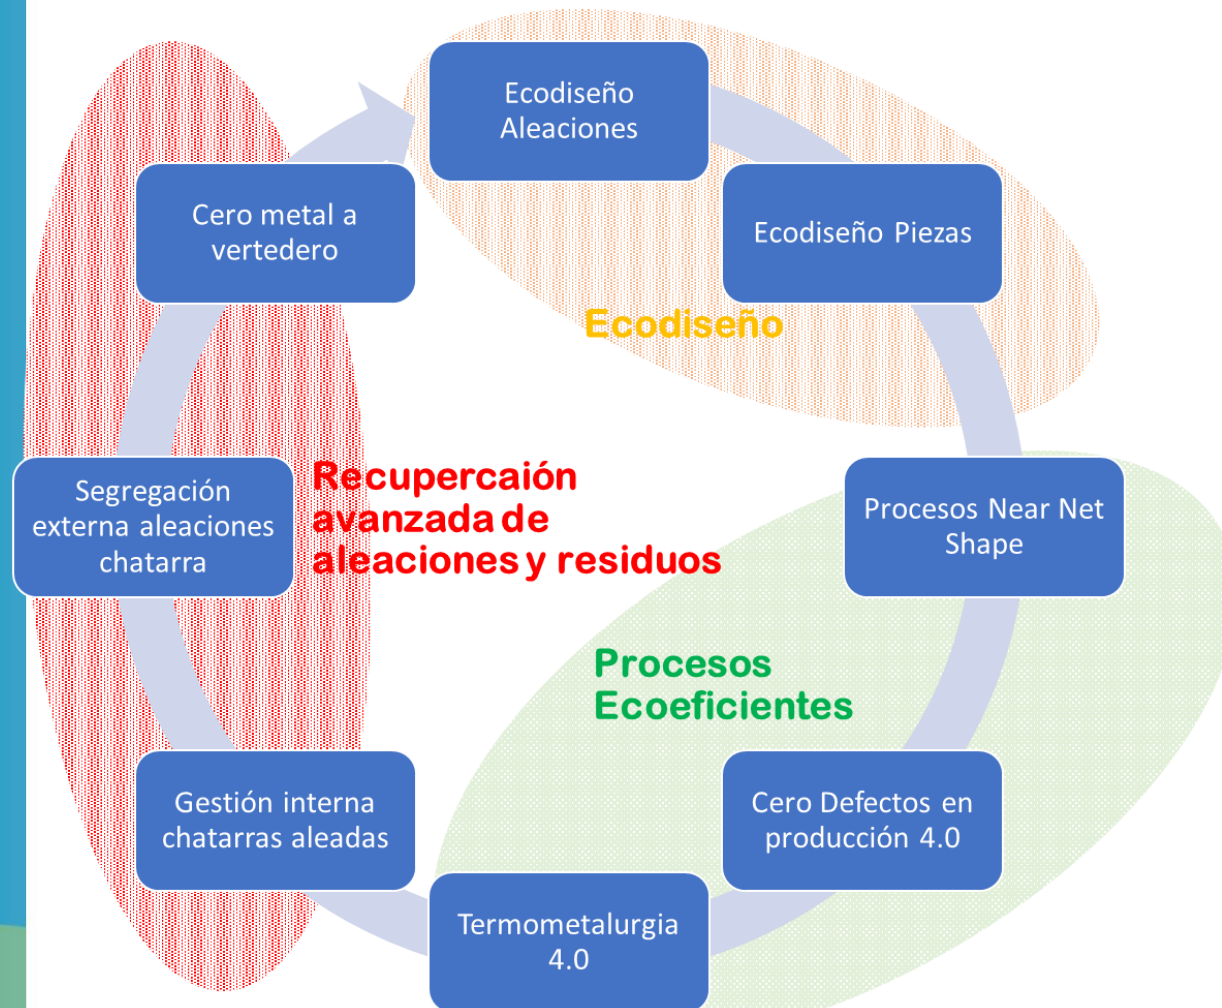 Ecodiseño
Aleaciones
Ecodiseño Piezas
Procesos Near Net
Shape
Cero Defectos en
producción 4.0
Termometalurgia
4.0
Gestión interna
chatarras aleadas
Segregación
externa aleaciones
chatarra
Cero metal a
vertedero
Ecodiseño
Recupercaión
avanzada de
aleaciones y residuos
Procesos
Ecoeficientes